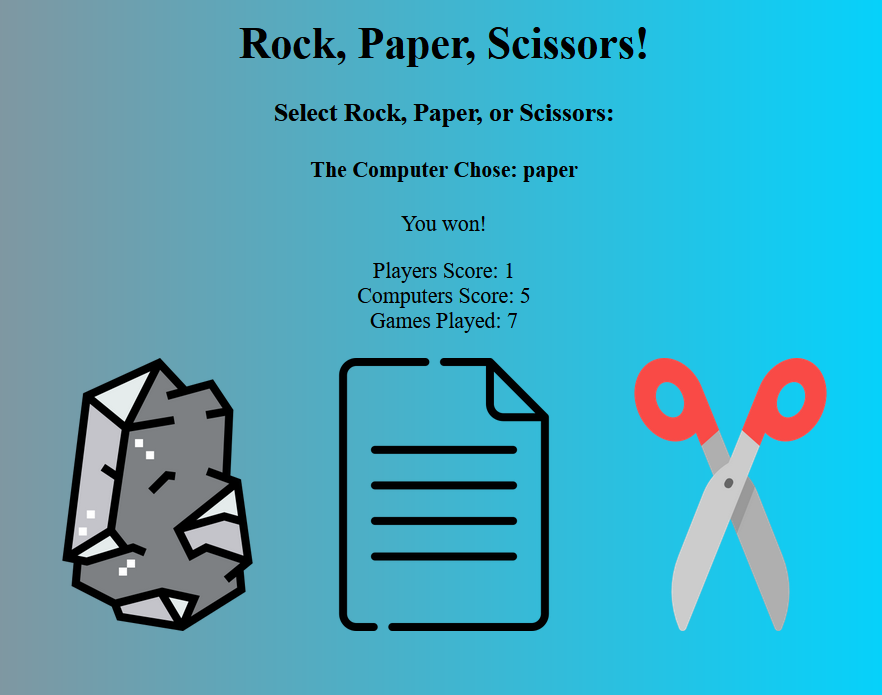 Rock, Paper, Scissors!
Select Rock, Paper, or Scissors:
The Computer Chose: paper
You won!
Players Score: 1
Computers Score: 5
Games Played: 7